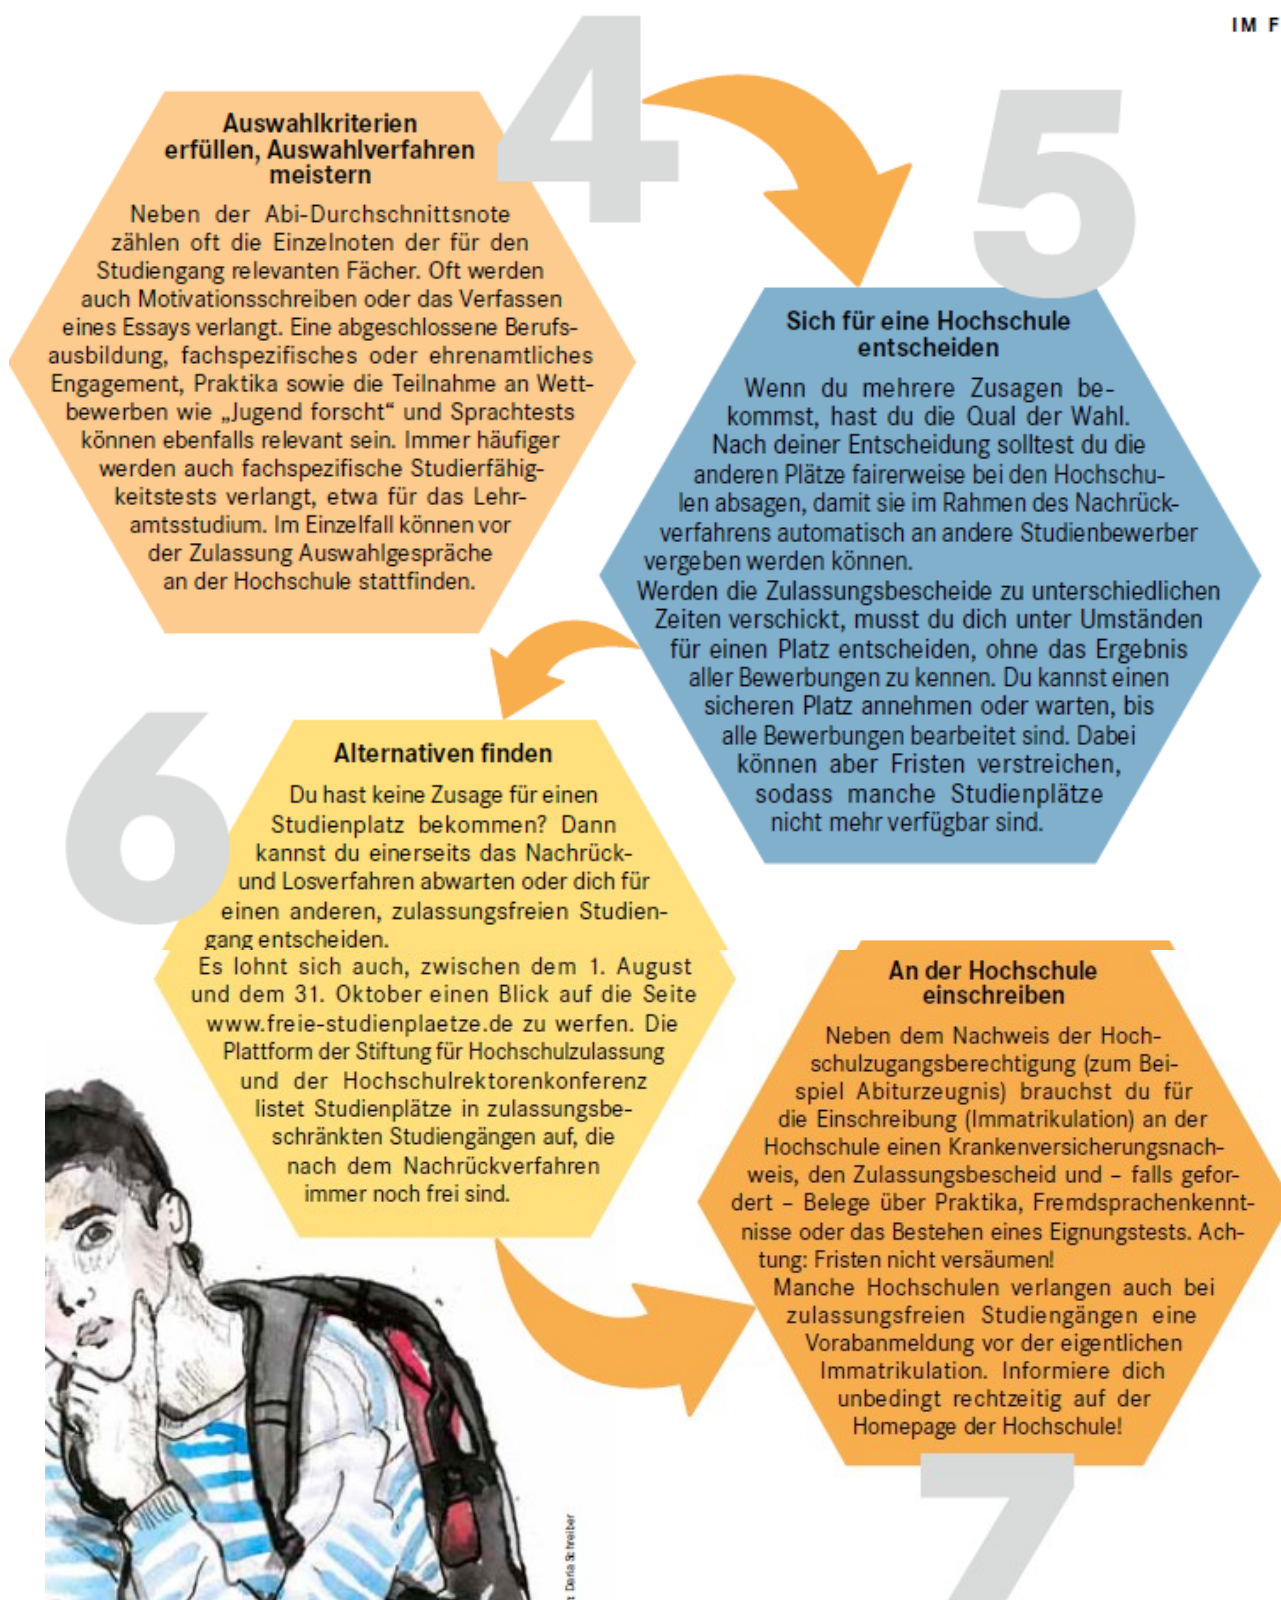 IM F
4
Auswahlkriterien
erfüllen, Auswahlverfahren
meistern
Neben der Abi-Durchschnittsnote
zählen oft die Einzelnoten der für den
Studiengang relevanten Fächer. Oft werden
auch Motivationsschreiben oder das Verfassen
eines Essays verlangt. Eine abgeschlossene Berufs-
ausbildung, fachspezifisches oder ehrenamtliches
Engagement, Praktika sowie die Teilnahme an Wett-
bewerben wie „Jugend forscht“ und Sprachtests
können ebenfalls relevant sein. Immer häufiger
werden auch fachspezifische Studierfähig-
keitstests verlangt, etwa für das Lehr-
amtsstudium. Im Einzelfall können vor
der Zulassung Auswahlgespräche
an der Hochschule stattfinden.
5
Sich für eine Hochschule
entscheiden
Wenn du mehrere Zusagen be-
kommst, hast du die Qual der Wahl.
Nach deiner Entscheidung solltest du die
anderen Plätze fairerweise bei den Hochschu-
len absagen, damit sie im Rahmen des Nachrück-
verfahrens automatisch an andere Studienbewerber
vergeben werden können.
Werden die Zulassungsbescheide zu unterschiedlichen
Zeiten verschickt, musst du dich unter Umständen
für einen Platz entscheiden, ohne das Ergebnis
aller Bewerbungen zu kennen. Du kannst einen
sicheren Platz annehmen oder warten, bis
alle Bewerbungen bearbeitet sind. Dabei
können aber Fristen verstreichen,
sodass manche Studienplätze
nicht mehr verfügbar sind.
6
Alternativen finden
Du hast keine Zusage für einen
Studienplatz bekommen? Dann
kannst du einerseits das Nachrück-
und Losverfahren abwarten oder dich für
einen anderen, zulassungsfreien Studien-
gang entscheiden.
Es lohnt sich auch, zwischen dem 1. August
und dem 31. Oktober einen Blick auf die Seite
www.freie-studienplaetze.de zu werfen. Die
Plattform der Stiftung für Hochschulzulassung
und der Hochschulrektorenkonferenz
listet Studienplätze in zulassungsbe-
schränkten Studiengängen auf, die
nach dem Nachrückverfahren
immer noch frei sind.
An der Hochschule
einschreiben
Neben dem Nachweis der Hoch-
schulzugangsberechtigung (zum Bei-
spiel Abiturzeugnis) brauchst du für
die Einschreibung (Immatrikulation) an der
Hochschule einen Krankenversicherungsnach-
weis, den Zulassungsbescheid und – falls gefor-
dert – Belege über Praktika, Fremdsprachenkennt-
nisse oder das Bestehen eines Eignungstests. Ach-
tung: Fristen nicht versäumen!
Manche Hochschulen verlangen auch bei
zulassungsfreien Studiengängen eine
Vorabanmeldung vor der eigentlichen
Immatrikulation. Informiere dich
unbedingt rechtzeitig auf der
Homepage der Hochschule!
7
Daria Schreiber